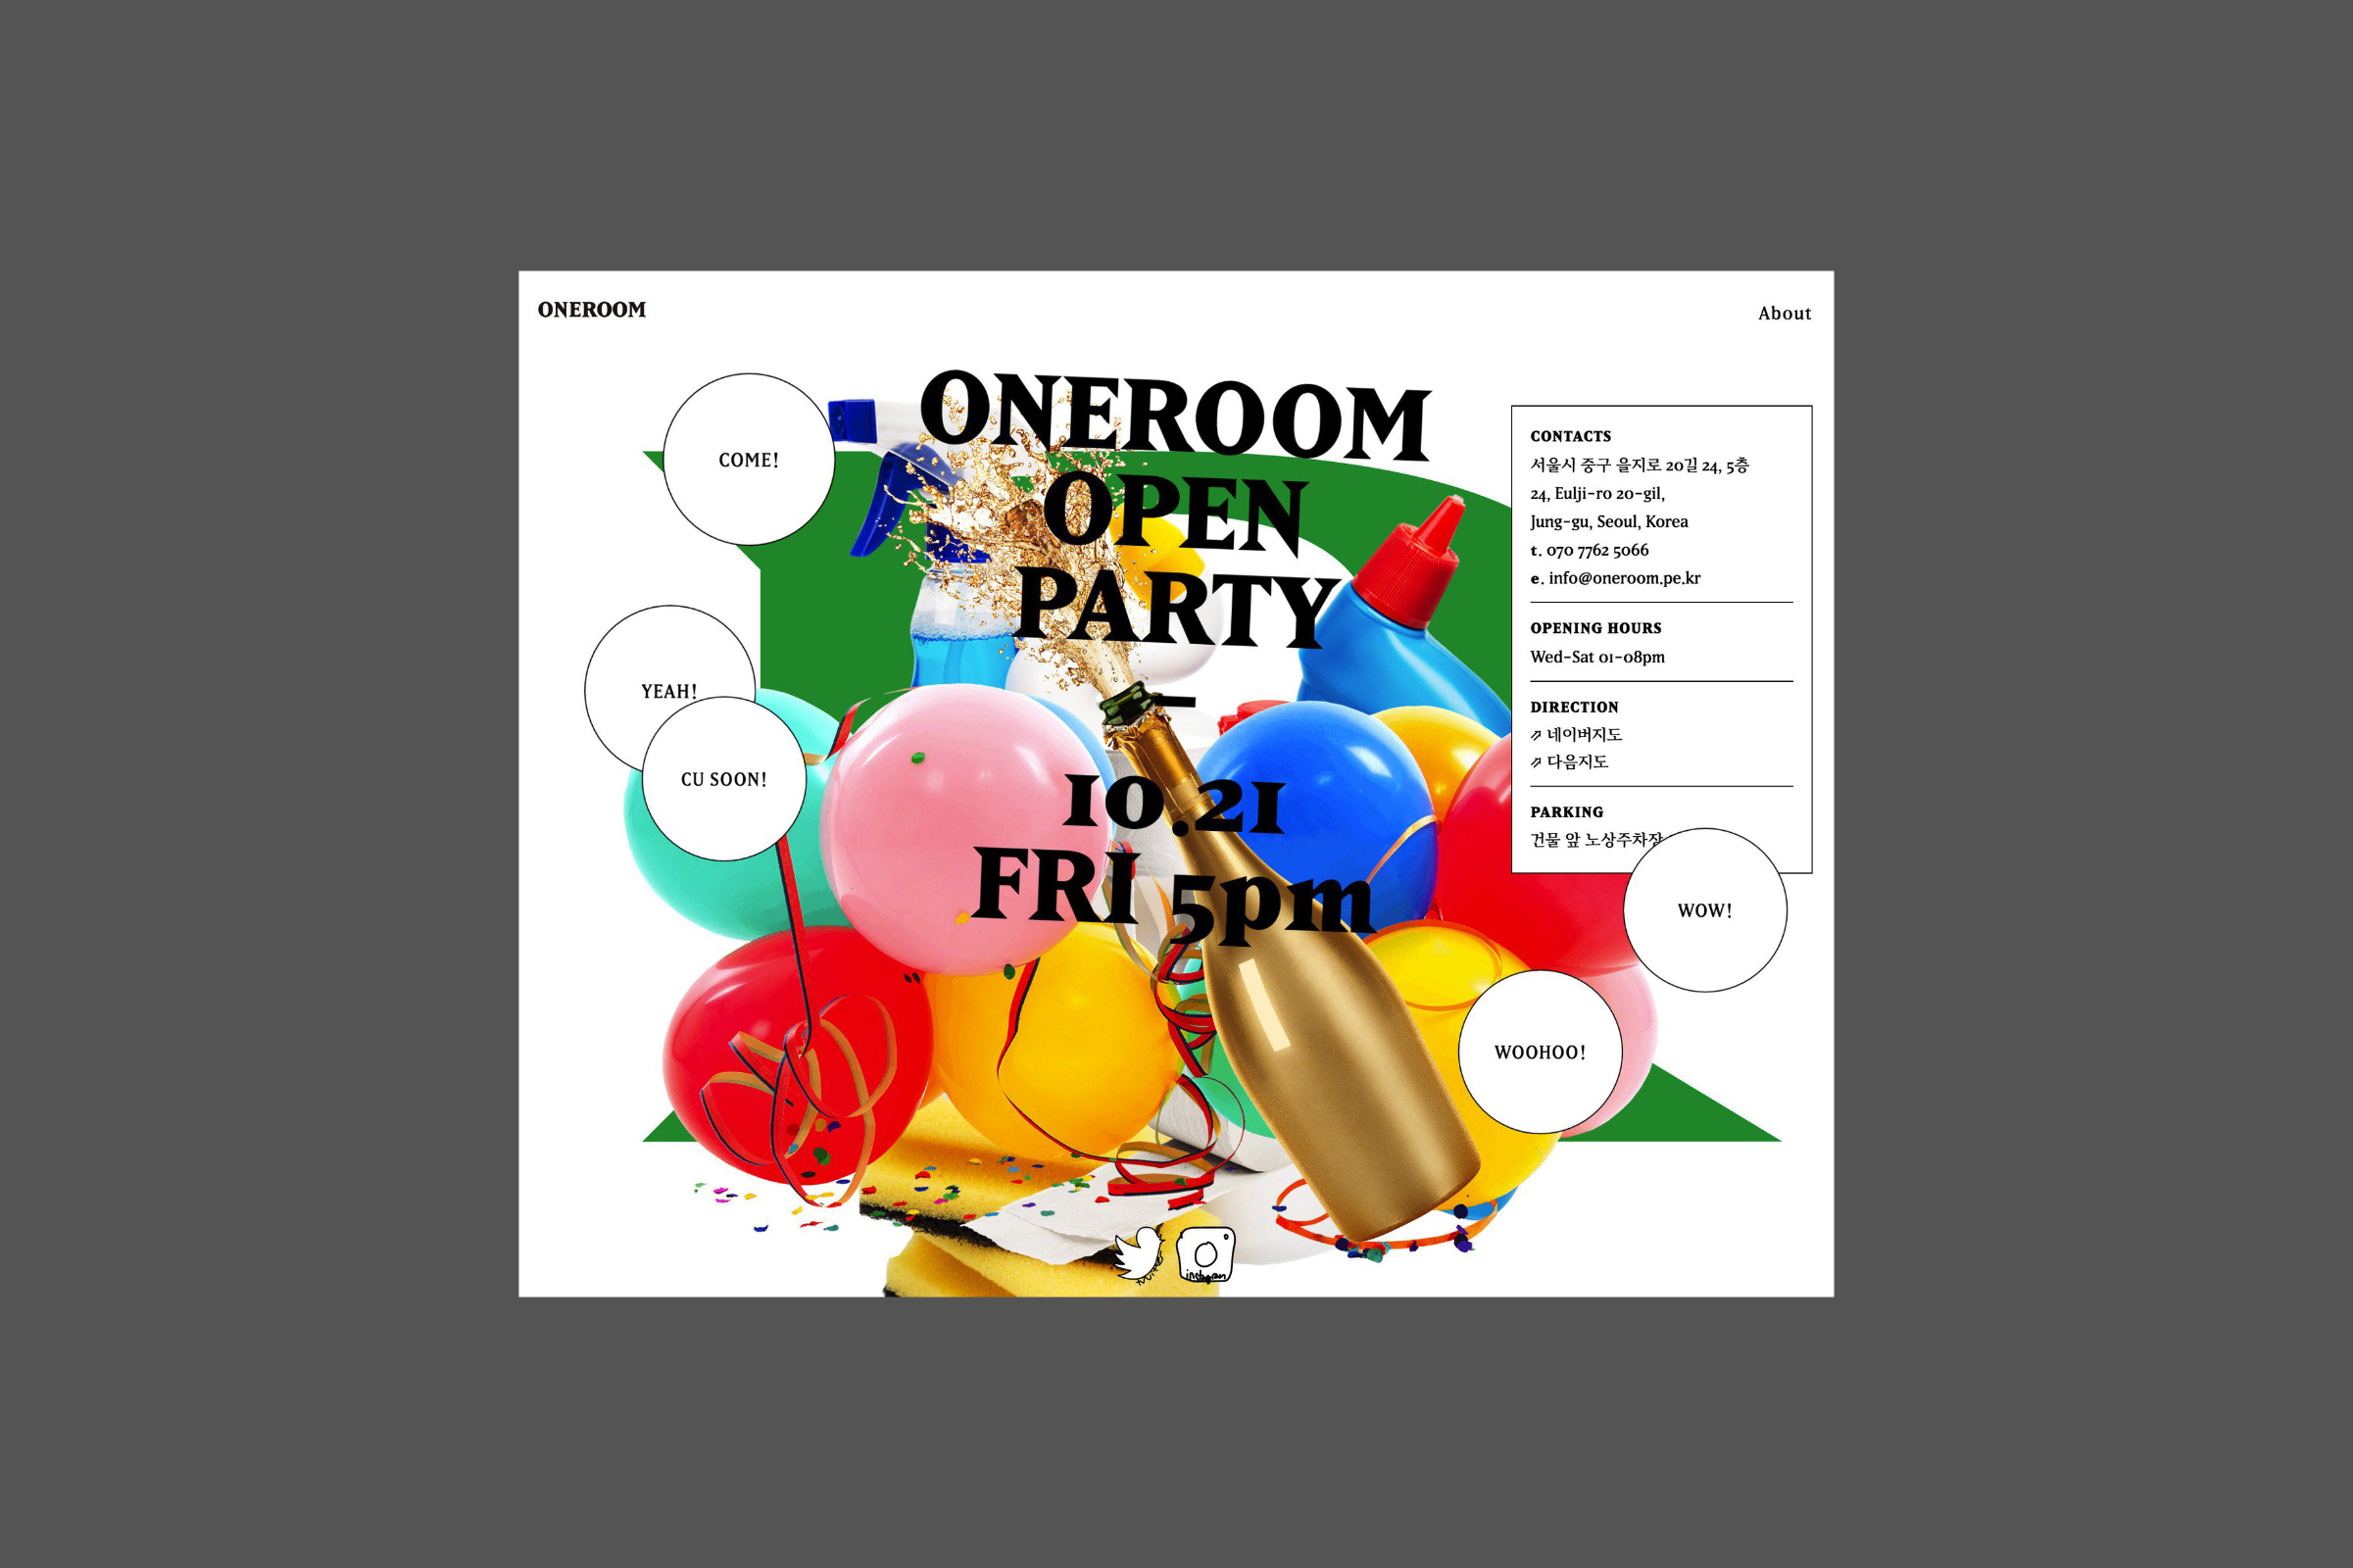 ONEROOM
About
ONEROOM
OPEN
PARTY
–
10.21
FRI 5pm
COME!
YEAH!
CU SOON!
CONTACTS
서울시 중구 을지로 20길 24, 5층
24, Eulji-ro 20-gil,
Jung-gu, Seoul, Korea
t. 070 7762 5066
e. info@oneroom.pe.kr
OPENING HOURS
Wed-Sat 01-08pm
DIRECTION
⇗ 네이버지도
⇗ 다음지도
PARKING
건물 앞 노상주차장
WOW!
WOOHOO!
twitter
instagram